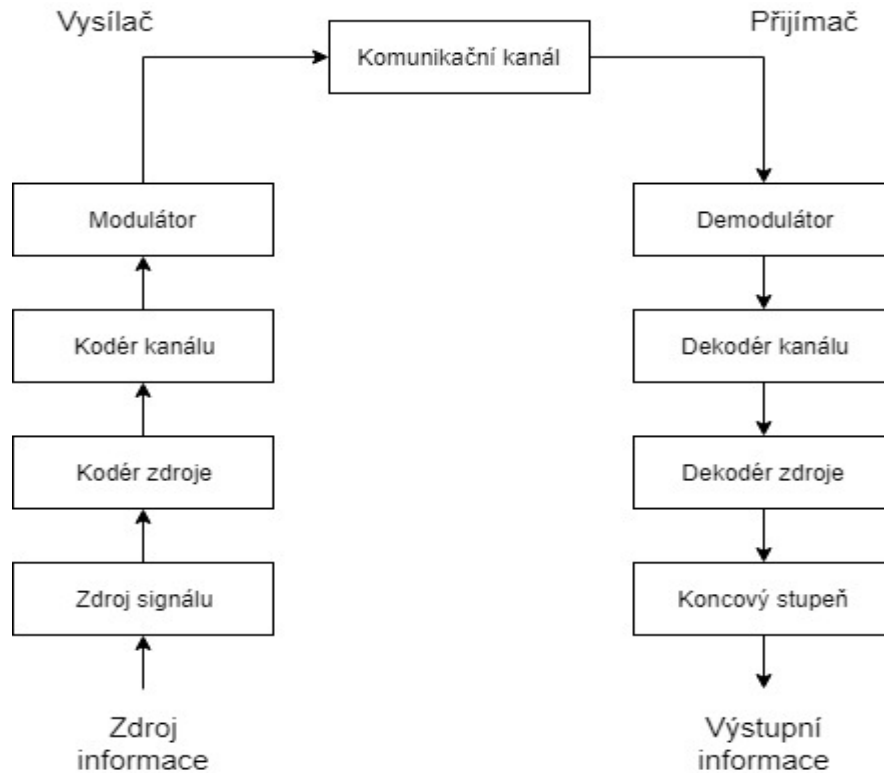 Vysílač
Přijímač
Komunikační kanál
Modulátor
Demodulátor
Kodér kanálu
Dekodér kanálu
Kodér zdroje
Dekodér zdroje
Zdroj signálu
Koncový stupeň
Zdroj
informace
Výstupní
informace